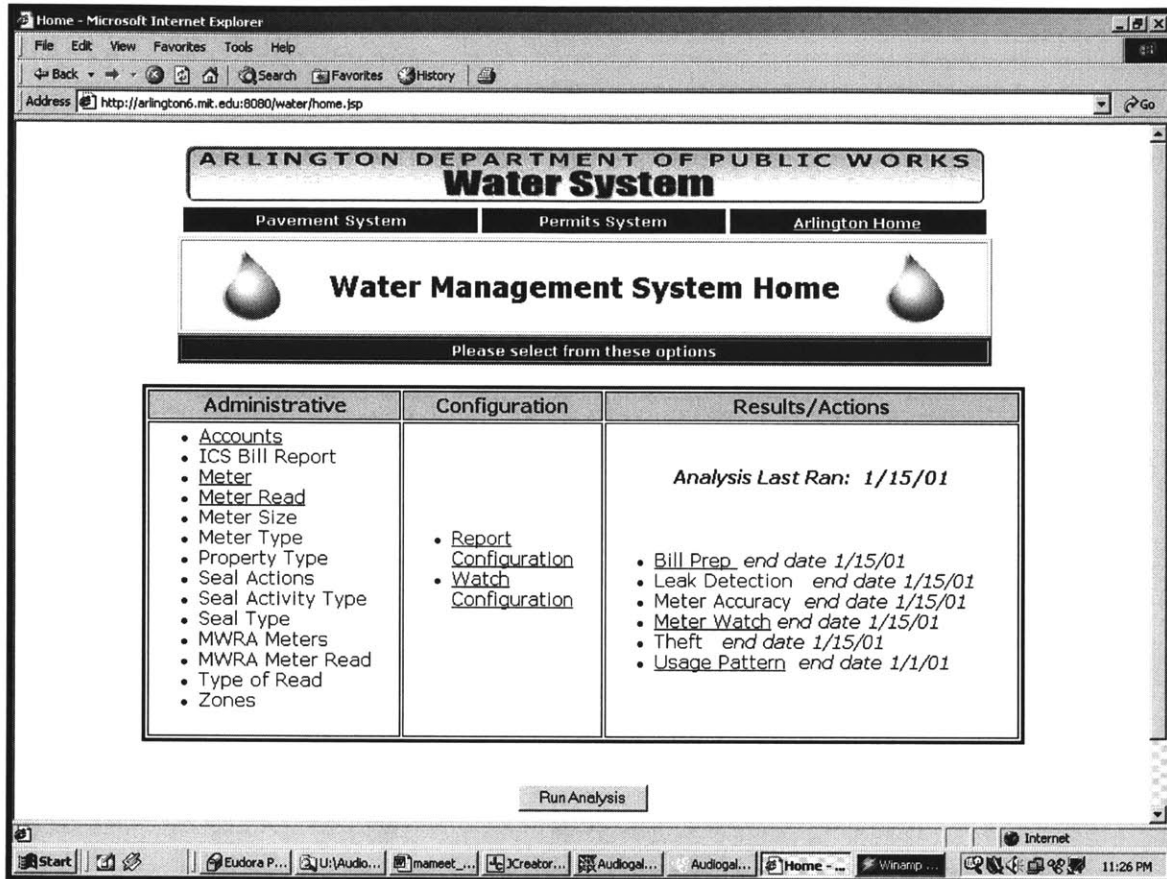 Home - Microsoft Internet Explorer
File Edit View Favorites Tools Help
Back Search Favorites History
Address http://arlington6.mit.edu:8080/water/home.jsp Go
ARLINGTON DEPARTMENT OF PUBLIC WORKS
Water System
Pavement System Permits System Arlington Home
Water Management System Home
Please select from these options
Administrative Configuration Results/Actions
Accounts
ICS Bill Report
Meter
Meter Read
Meter Size
Meter Type
Property Type
Seal Actions
Seal Activity Type
Seal Type
MWRA Meters
MWRA Meter Read
Type of Read
Zones
Report
Configuration
Watch
Configuration
Analysis Last Ran: 1/15/01
Bill Prep end date 1/15/01
Leak Detection end date 1/15/01
Meter Accuracy end date 1/15/01
Meter Watch end date 1/15/01
Theft end date 1/15/01
Usage Pattern end date 1/1/01
Run Analysis
Internet
Start Eudora P... U:\Audio... mameet_... JCreator... Audiogal... Audiogal... Home -... Winamp ... 11:26 PM